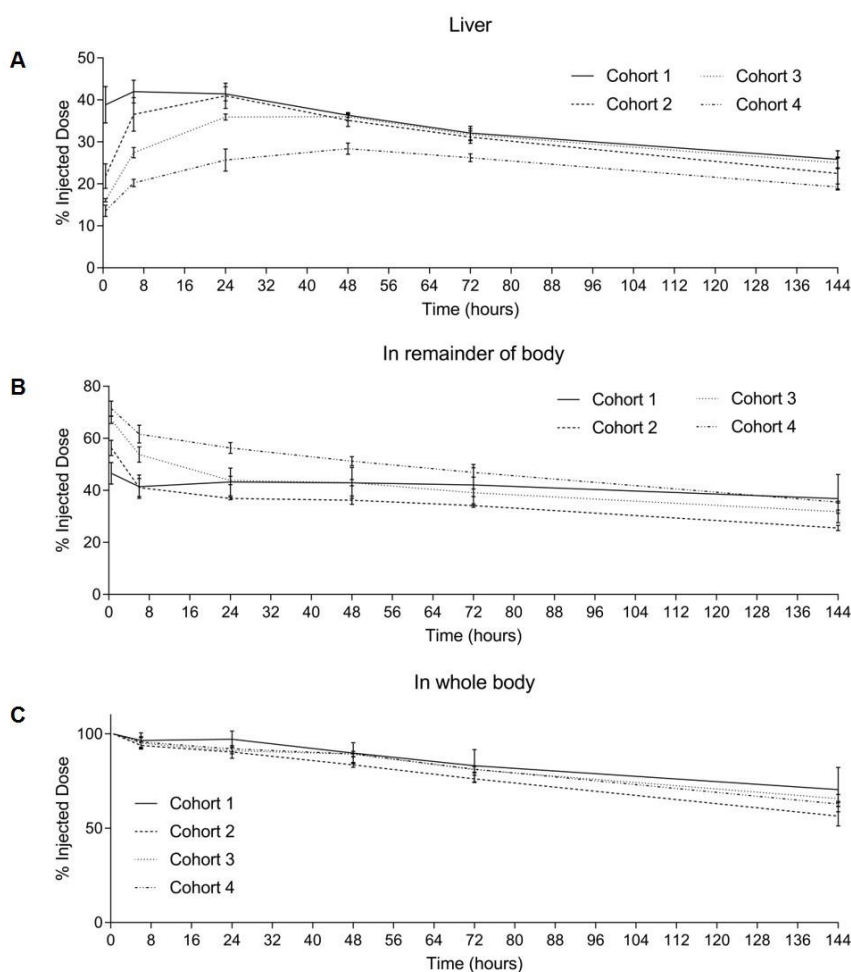 Liver
A
50
40
30
20
10
0
% Injected Dose
Cohort 1
Cohort 2
Cohort 3
Cohort 4
0 8 16 24 32 40 48 56 64 72 80 88 96 104 112 120 128 136 144
Time (hours)
In remainder of body
B
80
60
40
20
0
% Injected Dose
Cohort 1
Cohort 2
Cohort 3
Cohort 4
0 8 16 24 32 40 48 56 64 72 80 88 96 104 112 120 128 136 144
Time (hours)
In whole body
C
100
50
0
% Injected Dose
Cohort 1
Cohort 2
Cohort 3
Cohort 4
0 8 16 24 32 40 48 56 64 72 80 88 96 104 112 120 128 136 144
Time (hours)